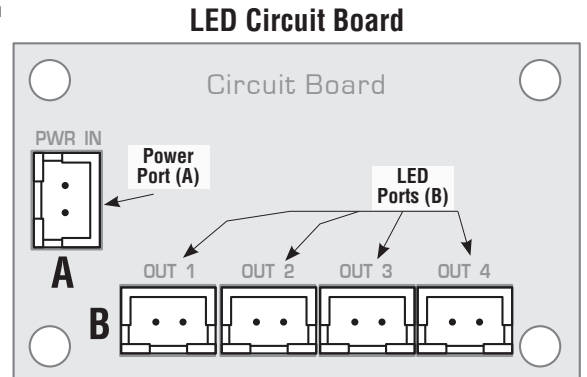 LED Circuit Board
Circuit Board
PWR IN
Power
Port (A)
LED
Ports (B)
A
OUT 1 OUT 2 OUT 3 OUT 4
B